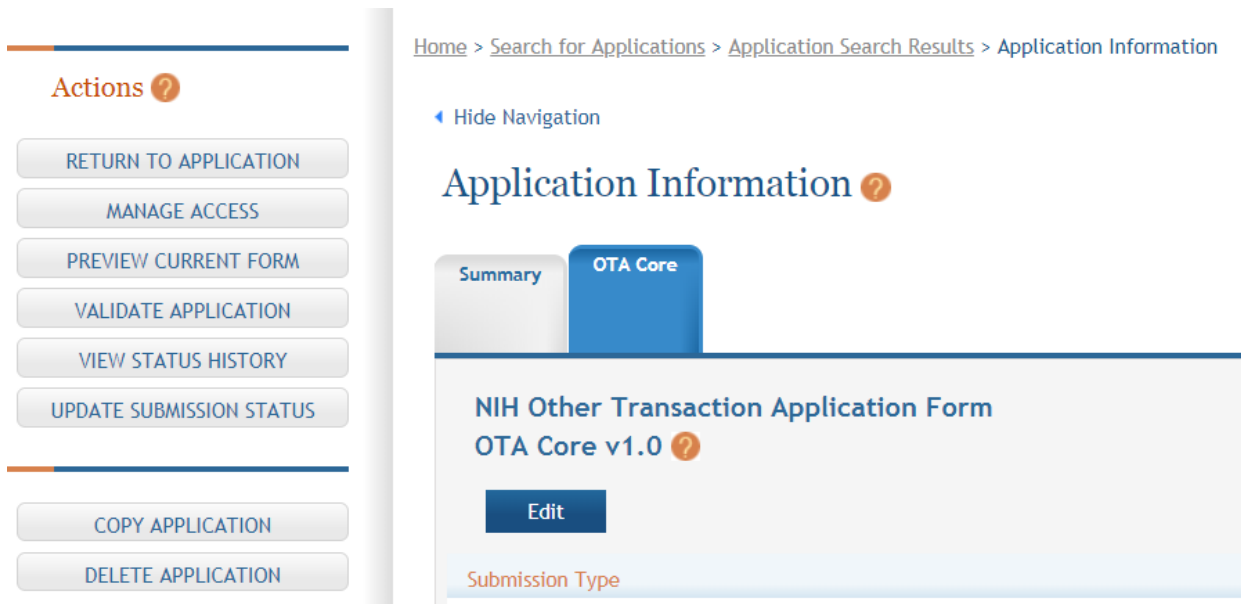 Actions ?
RETURN TO APPLICATION
MANAGE ACCESS
PREVIEW CURRENT FORM
VALIDATE APPLICATION
VIEW STATUS HISTORY
UPDATE SUBMISSION STATUS
COPY APPLICATION
DELETE APPLICATION
Home > Search for Applications > Application Search Results > Application Information
Hide Navigation
Application Information ?
Summary
OTA Core
NIH Other Transaction Application Form
OTA Core v1.0 ?
Edit
Submission Type